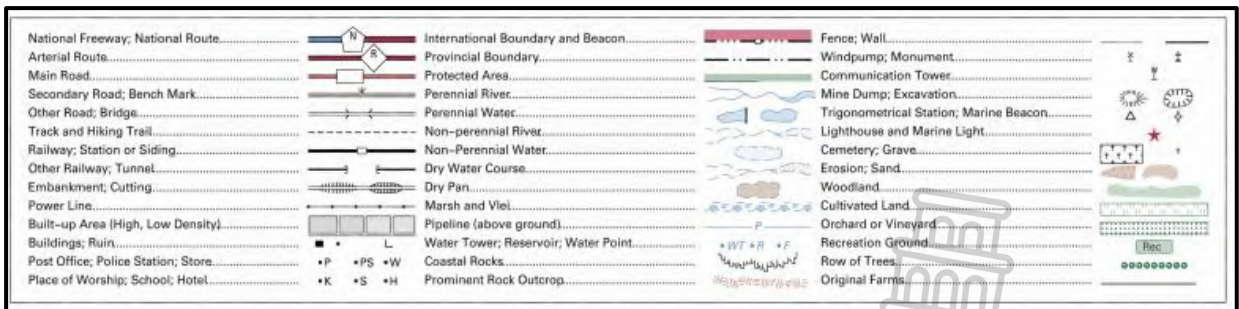 National Freeway; National Route
Arterial Route
Main Road
Secondary Road; Bench Mark
Other Road; Bridge
Track and Hiking Trail
Railway; Station or Siding
Other Railway; Tunnel
Embankment; Cutting
Power Line
Built-up Area (High, Low Density)
Buildings; Ruin
Post Office; Police Station; Store
Place of Worship; School; Hotel
N
R
•P •PS •W
•K •S •H
International Boundary and Beacon
Provincial Boundary
Protected Area
Perennial River
Perennial Water
Non-perennial River
Non-Perennial Water
Dry Water Course
Dry Pan
Marsh and Vlei
Pipeline (above ground)
Water Tower; Reservoir; Water Point
Coastal Rocks
Prominent Rock Outcrop
P
•WT •R •F
Fence; Wall
Windpump; Monument
Communication Tower
Mine Dump; Excavation
Trigonometrical Station; Marine Beacon
Lighthouse and Marine Light
Cemetery; Grave
Erosion; Sand
Woodland
Cultivated Land
Orchard or Vineyard
Recreation Ground
Row of Trees
Original Farms
Rec